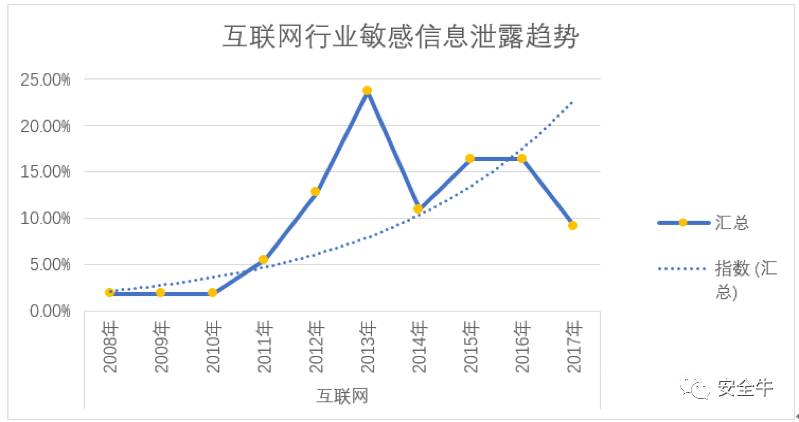 互联网行业敏感信息泄露趋势
25.00%
20.00%
15.00%
10.00%
5.00%
0.00%
2008年
2009年
2010年
2011年
2012年
2013年
2014年
2015年
2016年
2017年
互联网
汇总
指数 (汇
总)
安全牛